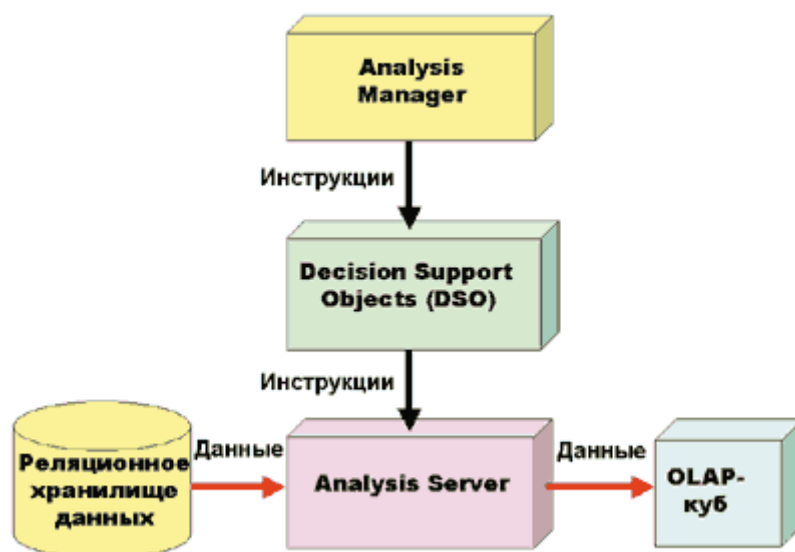 Analysis
Manager
Инструкции
Decision Support
Objects (DSO)
Инструкции
Реляционное
хранилище
данных
Данные
Analysis Server
Данные
OLAP-
куб